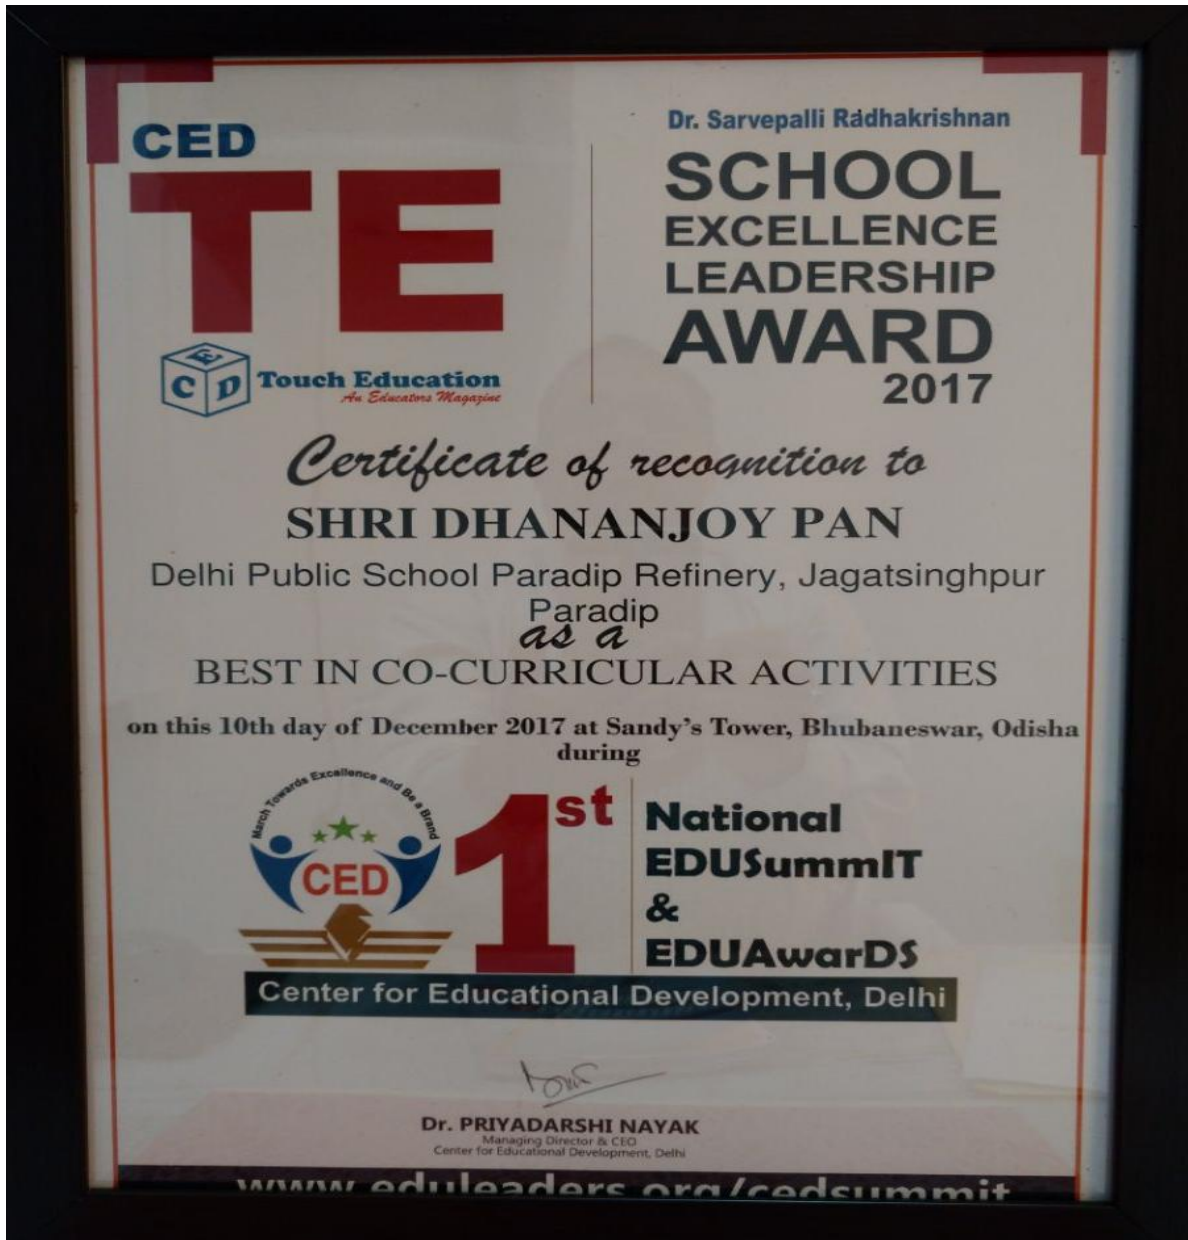 CED
TE
E
C D
Touch Education
An Educators Magazine
Dr. Sarvepalli Radhakrishnan
SCHOOL
EXCELLENCE
LEADERSHIP
AWARD
2017
Certificate of recognition to
SHRI DHANANJOY PAN
Delhi Public School Paradip Refinery, Jagatsinghpur
Paradip
as a
BEST IN CO-CURRICULAR ACTIVITIES
on this 10th day of December 2017 at Sandy's Tower, Bhubaneswar, Odisha
during
March Towards Excellence and Be a Brand
CED
1st
National
EDUSummIT
&
EDUAwarDS
Center for Educational Development, Delhi
Dr. PRIYADARSHI NAYAK
Managing Director & CEO
Center for Educational Development, Delhi
www.eduleaders.org/cedsummit